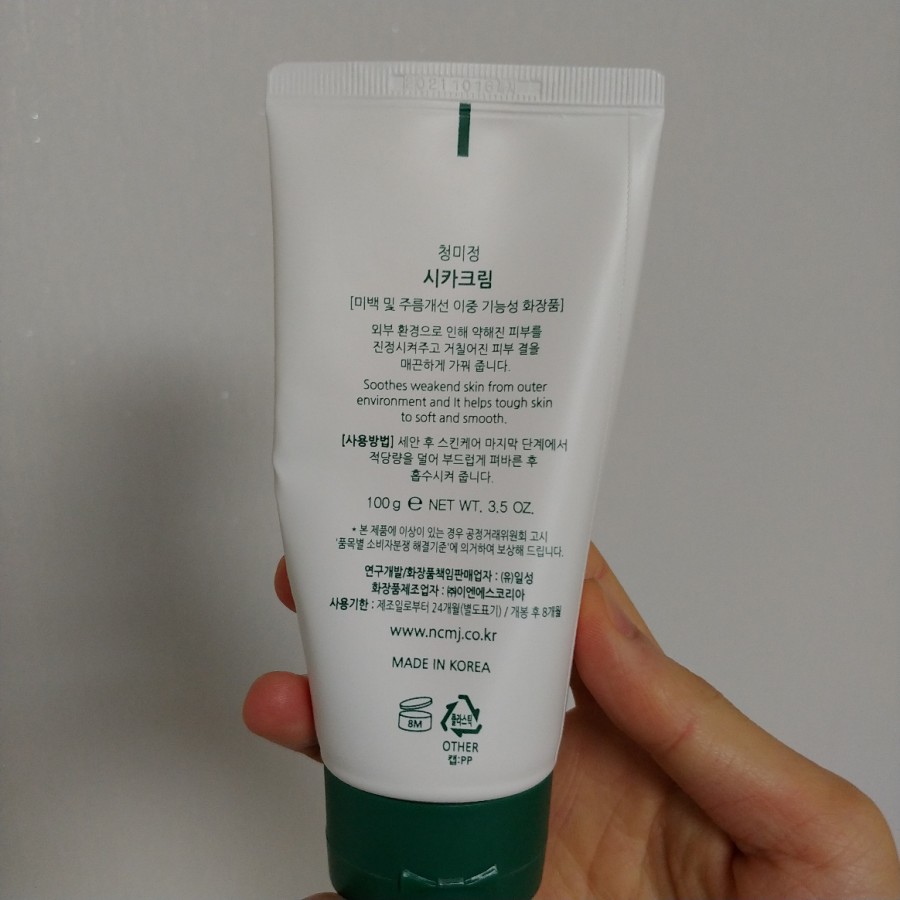 청미정
시카크림
[미백 및 주름개선 이중 기능성 화장품]
외부 환경으로 인해 약해진 피부를
진정시켜주고 거칠어진 피부 결을
매끈하게 가꿔 줍니다.
Soothes weakend skin from outer
environment and It helps tough skin
to soft and smooth.
[사용방법] 세안 후 스킨케어 마지막 단계에서
적당량을 덜어 부드럽게 펴바른 후
흡수시켜 줍니다.
100 g ℮ NET WT. 3.5 OZ.
* 본 제품에 이상이 있는 경우 공정거래위원회 고시
'품목별 소비자분쟁 해결기준'에 의거하여 보상해 드립니다.
연구개발/화장품책임판매업자 : (유)일성
화장품제조업자 : ㈜이엔에스코리아
사용기한 : 제조일로부터 24개월(별도표기) / 개봉 후 8개월
www.ncmj.co.kr
MADE IN KOREA
8M
플라스틱
OTHER
캡:PP